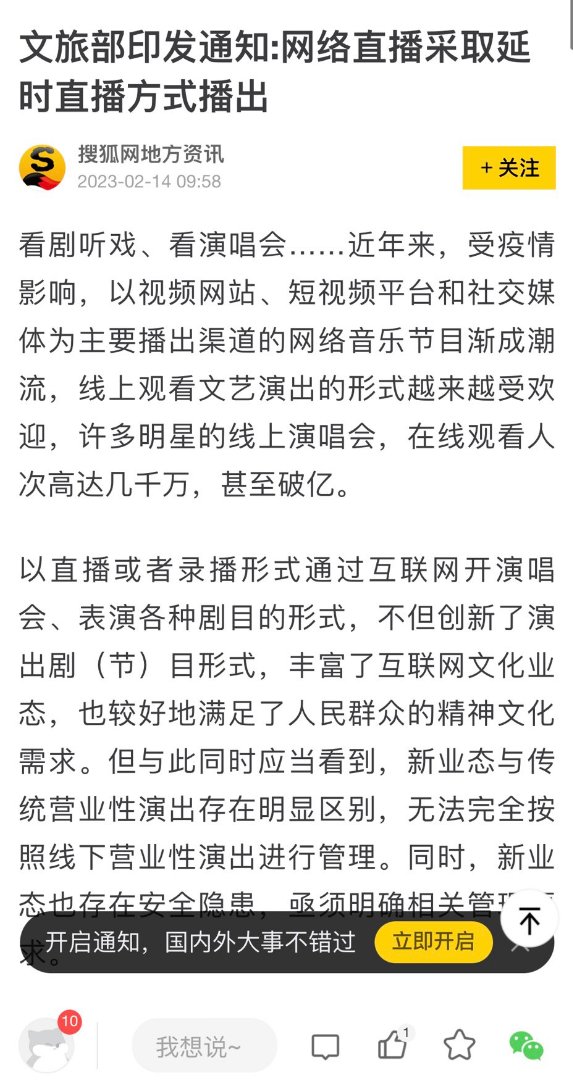 文旅部印发通知:网络直播采取延
时直播方式播出
搜狐网地方资讯
2023-02-14 09:58
+ 关注
看剧听戏、看演唱会......近年来，受疫情
影响，以视频网站、短视频平台和社交媒
体为主要播出渠道的网络音乐节目渐成潮
流，线上观看文艺演出的形式越来越受欢
迎，许多明星的线上演唱会，在线观看人
次高达几千万，甚至破亿。
以直播或者录播形式通过互联网开演唱
会、表演各种剧目的形式，不但创新了演
出剧（节）目形式，丰富了互联网文化业
态，也较好地满足了人民群众的精神文化
需求。但与此同时应当看到，新业态与传
统营业性演出存在明显区别，无法完全按
照线下营业性演出进行管理。同时，新业
态也存在安全隐患，亟须明确相关管
求。
开启通知，国内外大事不错过
立即开启
10
我想说~
1